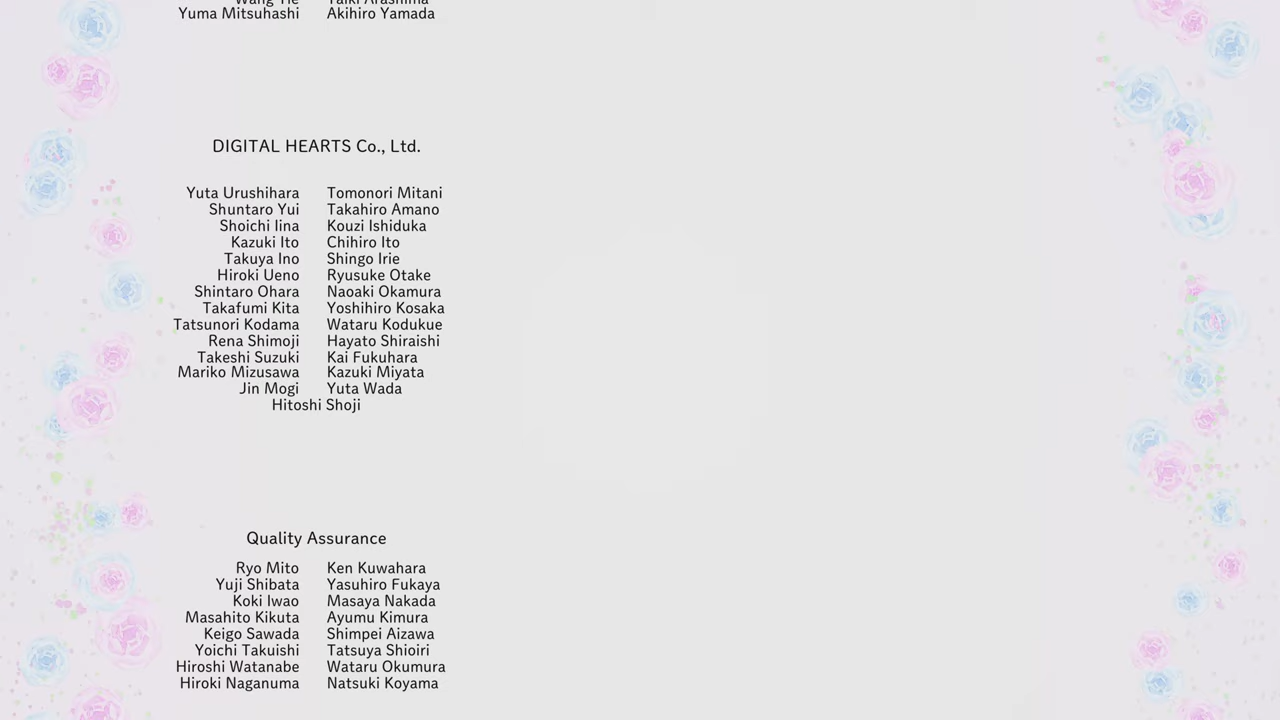 Yuma Mitsuhashi Akihiro Yamada
DIGITAL HEARTS Co., Ltd.
Yuta Urushihara Tomonori Mitani
Shuntaro Yui Takahiro Amano
Shoichi Iina Kouzi Ishiduka
Kazuki Ito Chihiro Ito
Takuya Ino Shingo Irie
Hiroki Ueno Ryusuke Otake
Shintaro Ohara Naoaki Okamura
Takafumi Kita Yoshihiro Kosaka
Tatsunori Kodama Wataru Kodukue
Rena Shimoji Hayato Shiraishi
Takeshi Suzuki Kai Fukuhara
Mariko Mizusawa Kazuki Miyata
Jin Mogi Yuta Wada
Hitoshi Shoji
Quality Assurance
Ryo Mito Ken Kuwahara
Yuji Shibata Yasuhiro Fukaya
Koki Iwao Masaya Nakada
Masahito Kikuta Ayumu Kimura
Keigo Sawada Shimpei Aizawa
Yoichi Takuishi Tatsuya Shioiri
Hiroshi Watanabe Wataru Okumura
Hiroki Naganuma Natsuki Koyama